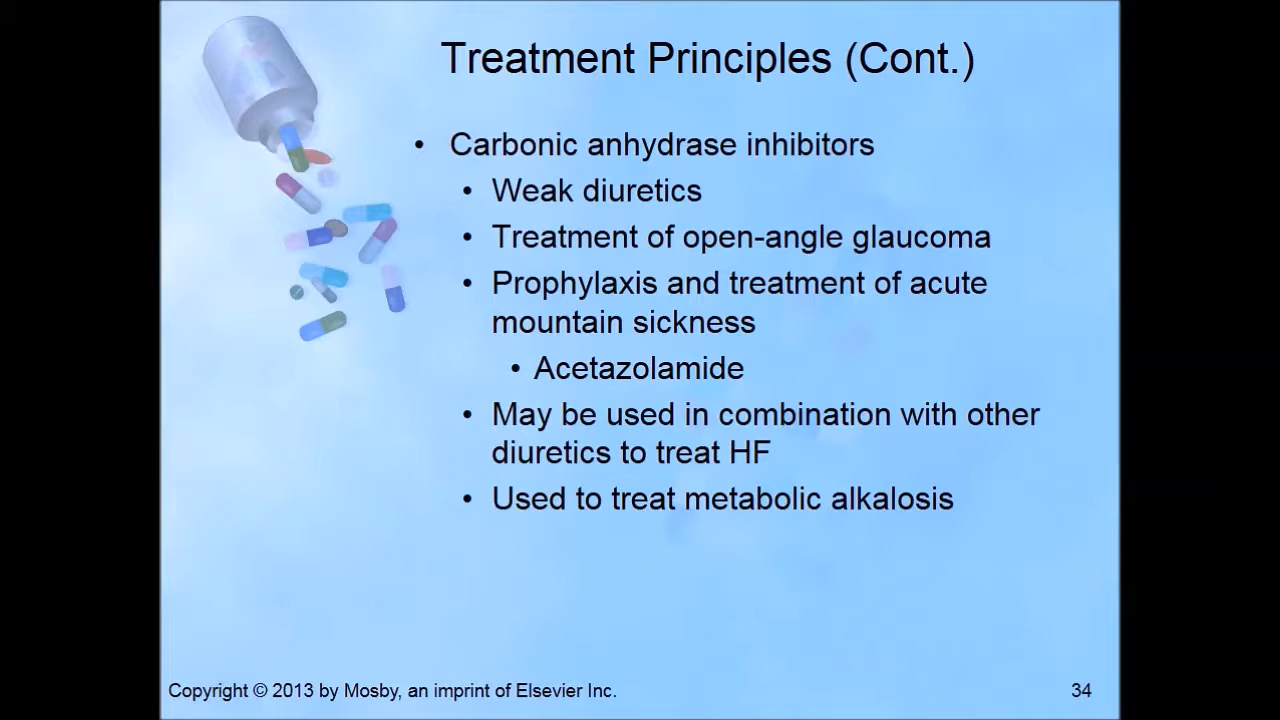 Treatment Principles (Cont.)
• Carbonic anhydrase inhibitors
• Weak diuretics
• Treatment of open-angle glaucoma
• Prophylaxis and treatment of acute
mountain sickness
• Acetazolamide
• May be used in combination with other
diuretics to treat HF
• Used to treat metabolic alkalosis
Copyright © 2013 by Mosby, an imprint of Elsevier Inc.
34